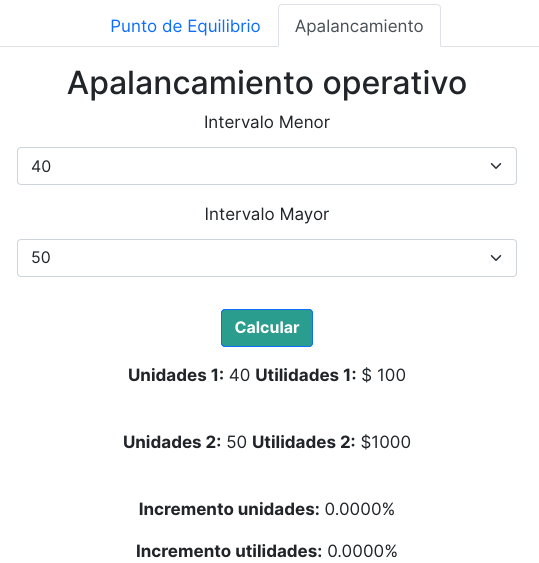 Punto de Equilibrio Apalancamiento
Apalancamiento operativo
Intervalo Menor
40
Intervalo Mayor
50
Calcular
Unidades 1: 40 Utilidades 1: $ 100
Unidades 2: 50 Utilidades 2: $1000
Incremento unidades: 0.0000%
Incremento utilidades: 0.0000%